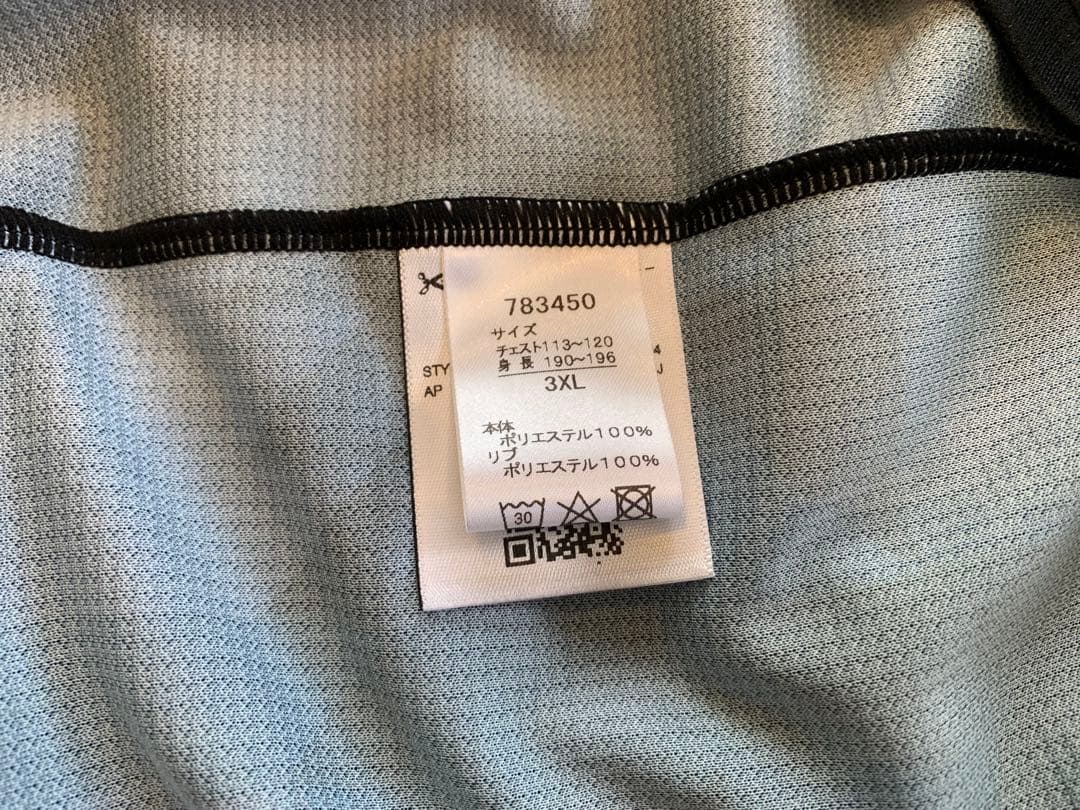 783450
サイズ
チェスト113〜120
身長 190〜196
3XL
STY
4
AP
J
本体
ポリエステル100%
リブ
ポリエステル100%
30